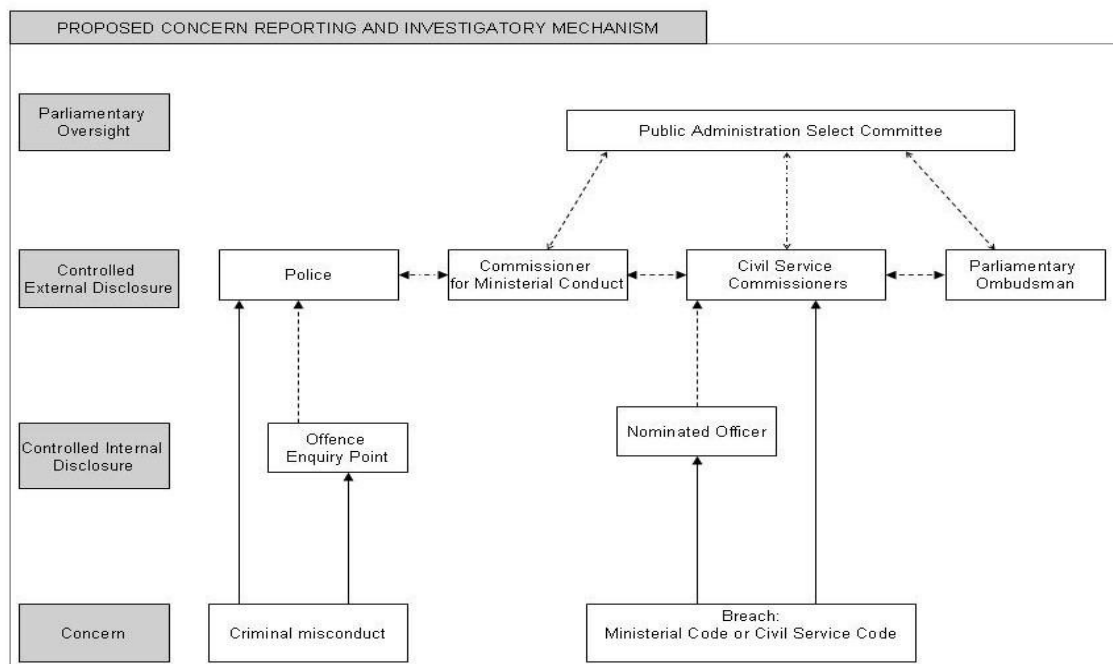 PROPOSED CONCERN REPORTING AND INVESTIGATORY MECHANISM
Parliamentary
Oversight
Public Administration Select Committee
Controlled
External Disclosure
Police
Commissioner
for Ministerial Conduct
Civil Service
Commissioners
Parliamentary
Ombudsman
Controlled Internal
Disclosure
Offence
Enquiry Point
Nominated Officer
Concern
Criminal misconduct
Breach:
Ministerial Code or Civil Service Code